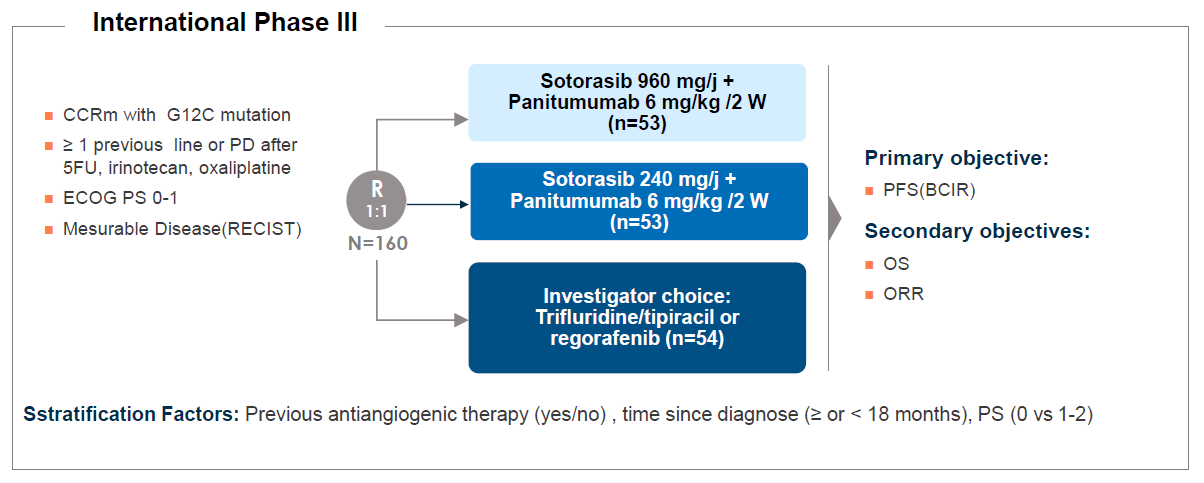 International Phase III
CCRm with G12C mutation
≥ 1 previous line or PD after
5FU, irinotecan, oxaliplatine
ECOG PS 0-1
Mesurable Disease(RECIST)
R
1:1
N=160
Sotorasib 960 mg/j +
Panitumumab 6 mg/kg /2 W
(n=53)
Sotorasib 240 mg/j +
Panitumumab 6 mg/kg /2 W
(n=53)
Investigator choice:
Trifluridine/tipiracil or
regorafenib (n=54)
Primary objective:
PFS(BCIR)
Secondary objectives:
OS
ORR
Sstratification Factors: Previous antiangiogenic therapy (yes/no) , time since diagnose (≥ or < 18 months), PS (0 vs 1-2)